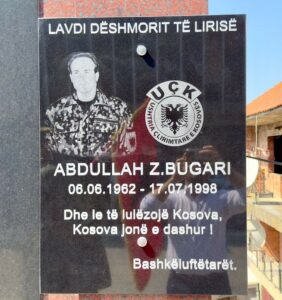 LAVDI DËSHMORIT TË LIRISË
UÇK
USHTRIA ÇLIRIMTARE E KOSOVËS
ABDULLAH Z.BUGARI
06.06.1962 - 17.07.1998
Dhe le të lulëzojë Kosova,
Kosova jonë e dashur !
Bashkëluftëtarët.